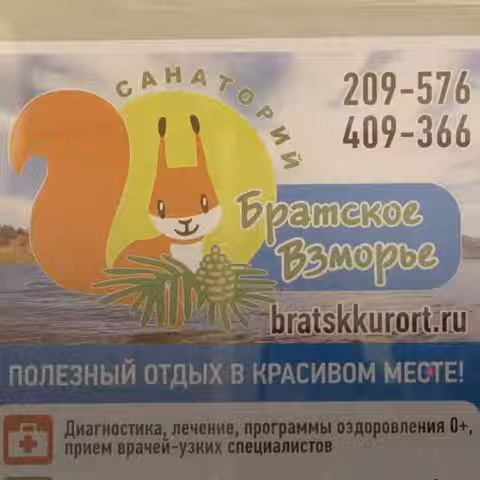 САНАТОРИЙ
209-576
409-366
Братское
Взморье
bratskkurort.ru
ПОЛЕЗНЫЙ ОТДЫХ В КРАСИВОМ МЕСТЕ!
Диагностика, лечение, программы оздоровления 0+,
прием врачей-узких специалистов